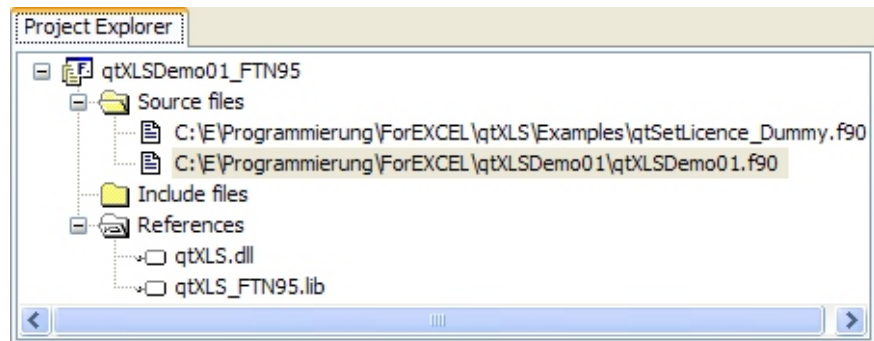 Project Explorer
qtXLSDemo01_FTN95
Source files
C:\E\Programmierung\ForEXCEL\qtXLS\Examples\qtSetLicence_Dummy.f90
C:\E\Programmierung\ForEXCEL\qtXLSDemo01\qtXLSDemo01.f90
Include files
References
qtXLS.dll
qtXLS_FTN95.lib